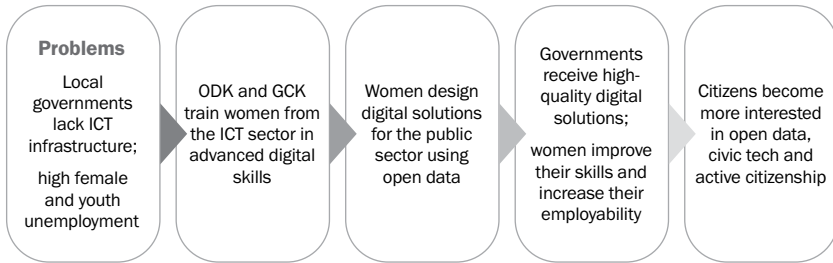 Problems
Local
governments
lack ICT
infrastructure;
high female
and youth
unemployment
ODK and GCK
train women from
the ICT sector in
advanced digital
skills
Women design
digital solutions
for the public
sector using
open data
Governments
receive high-
quality digital
solutions;
women improve
their skills and
increase their
employability
Citizens become
more interested
in open data,
civic tech and
active citizenship